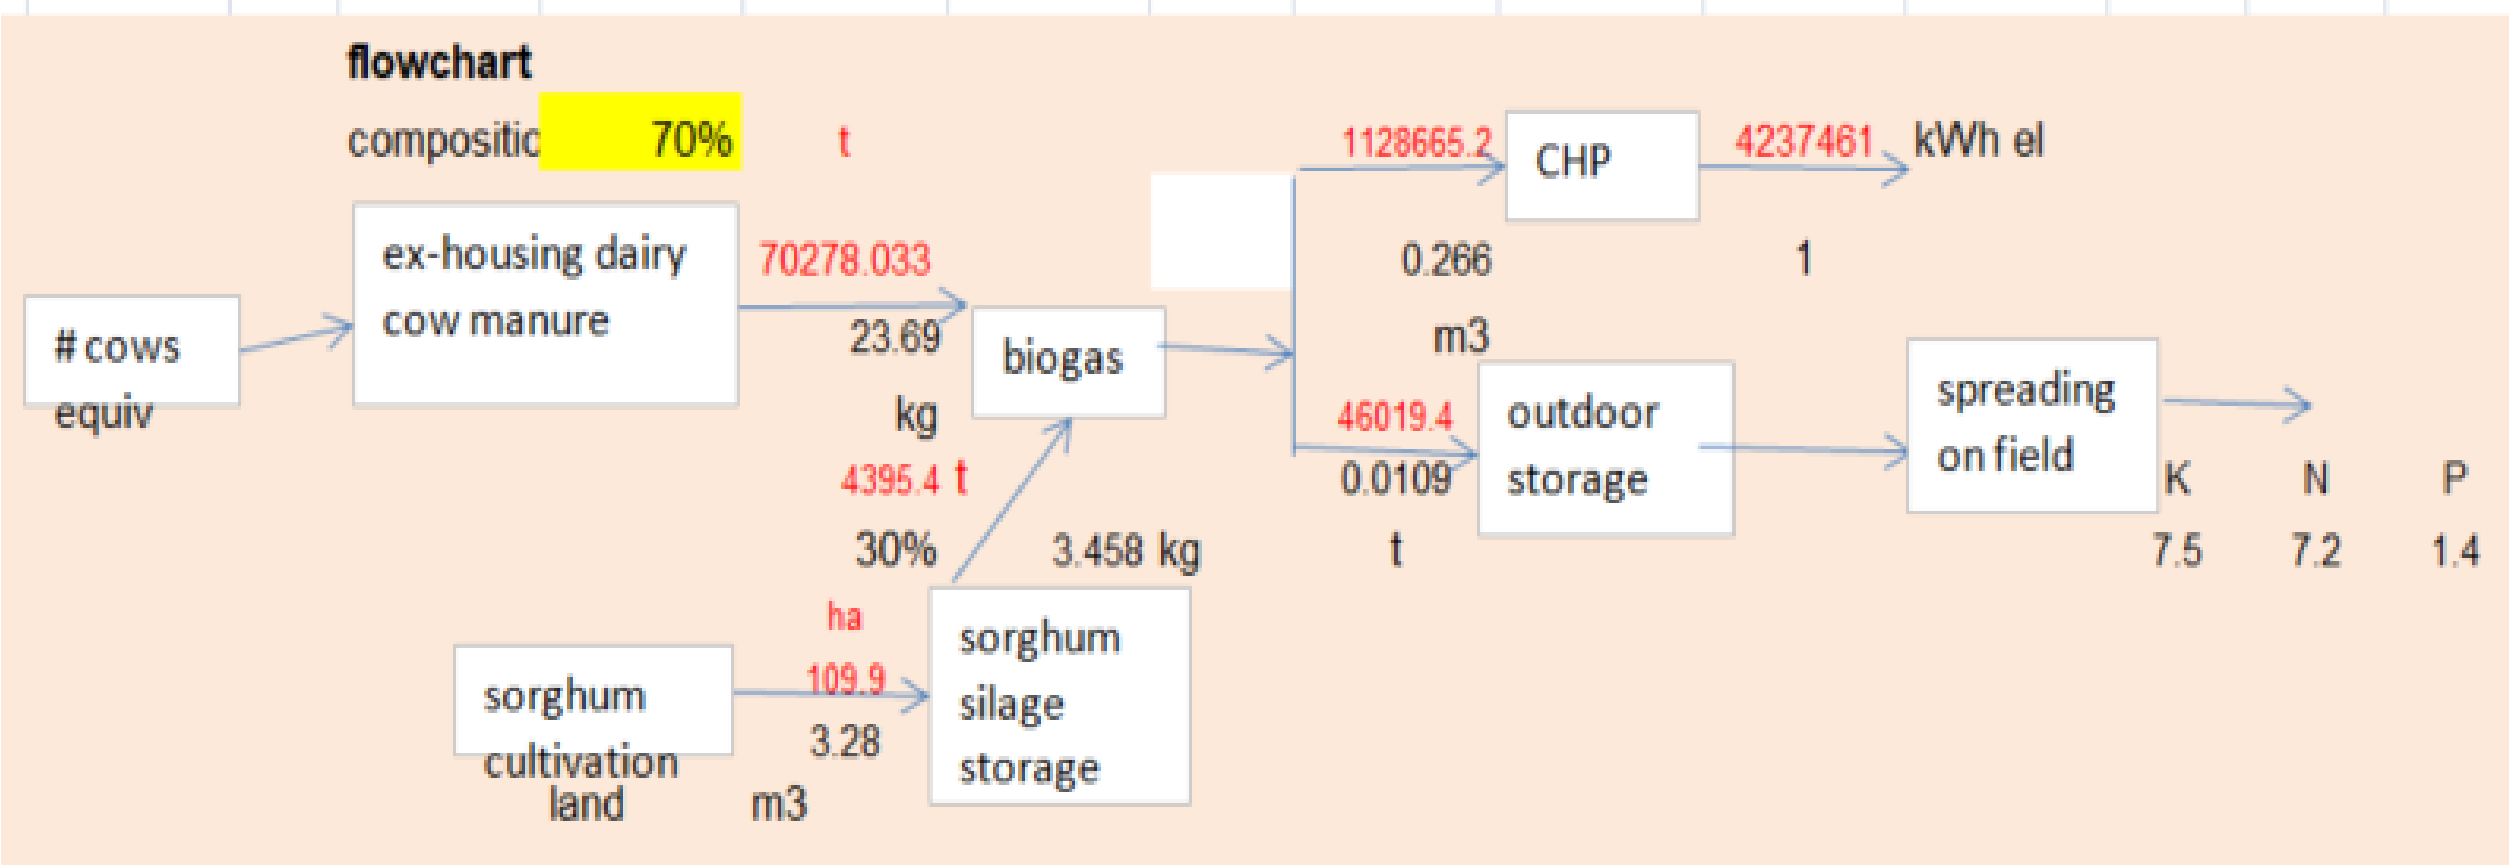 flowchart
compositic 70% t
1128665.2 CHP 4237461 kWh el
ex-housing dairy
cow manure
70278.033
0.266 1
# cows
equiv
23.69
kg
biogas
m3
46019.4
0.0109
t
outdoor
storage
spreading
on field
K N P
7.5 7.2 1.4
4395.4 t
30% 3.458 kg
ha
109.9
3.28
sorghum
cultivation
land m3
sorghum
silage
storage